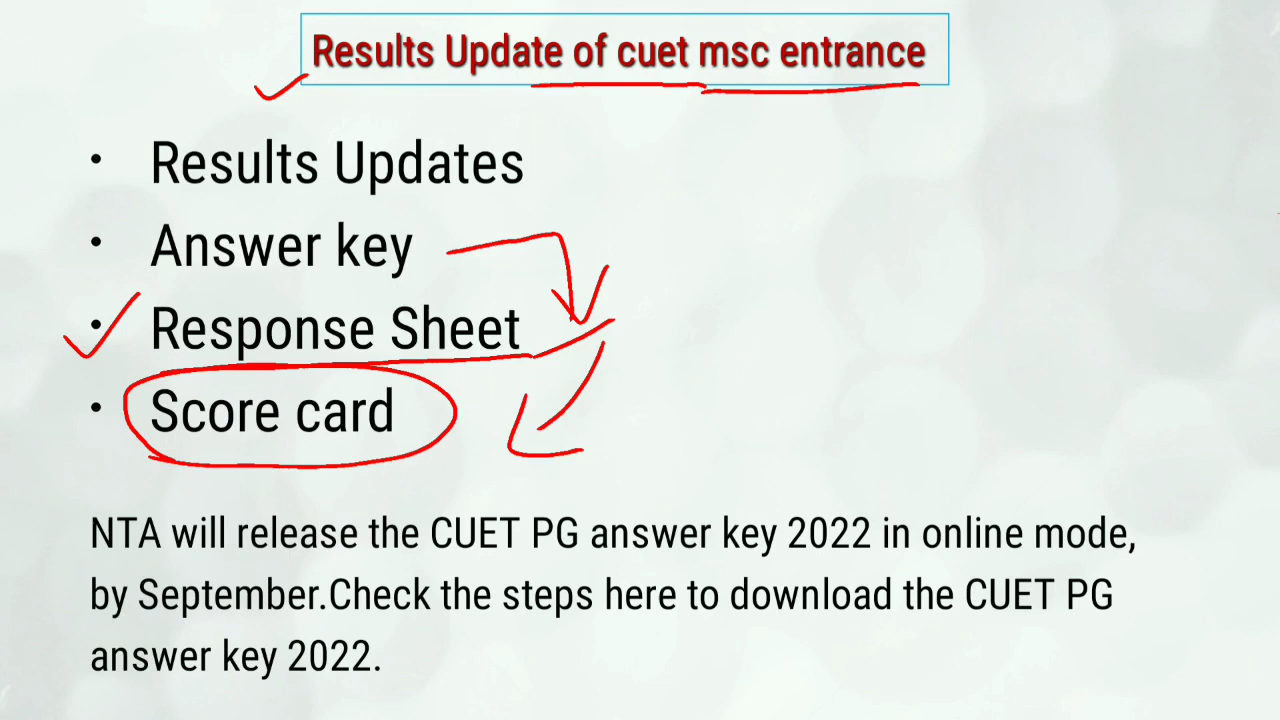 Results Update of cuet msc entrance
• Results Updates
• Answer key
• Response Sheet
• Score card
NTA will release the CUET PG answer key 2022 in online mode,
by September.Check the steps here to download the CUET PG
answer key 2022.